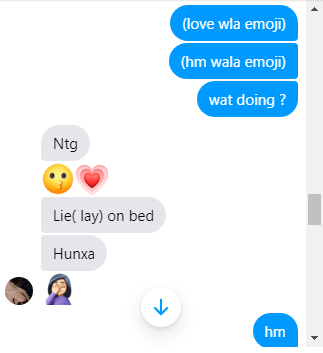 (love wla emoji)
(hm wala emoji)
wat doing ?
Ntg
😗💗
Lie( lay) on bed
Hunxa
🤦🏻‍♀️
hm